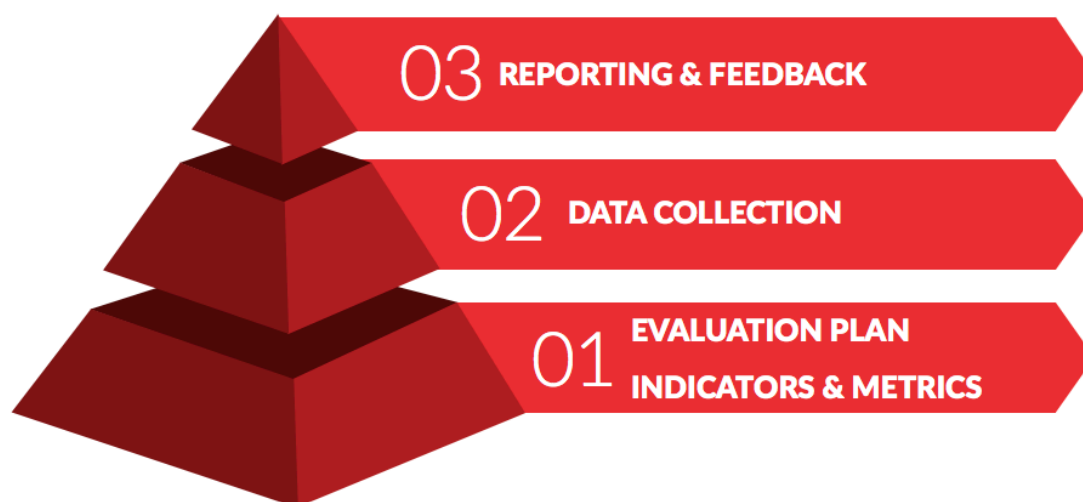 03 REPORTING & FEEDBACK
02 DATA COLLECTION
01 EVALUATION PLAN
INDICATORS & METRICS